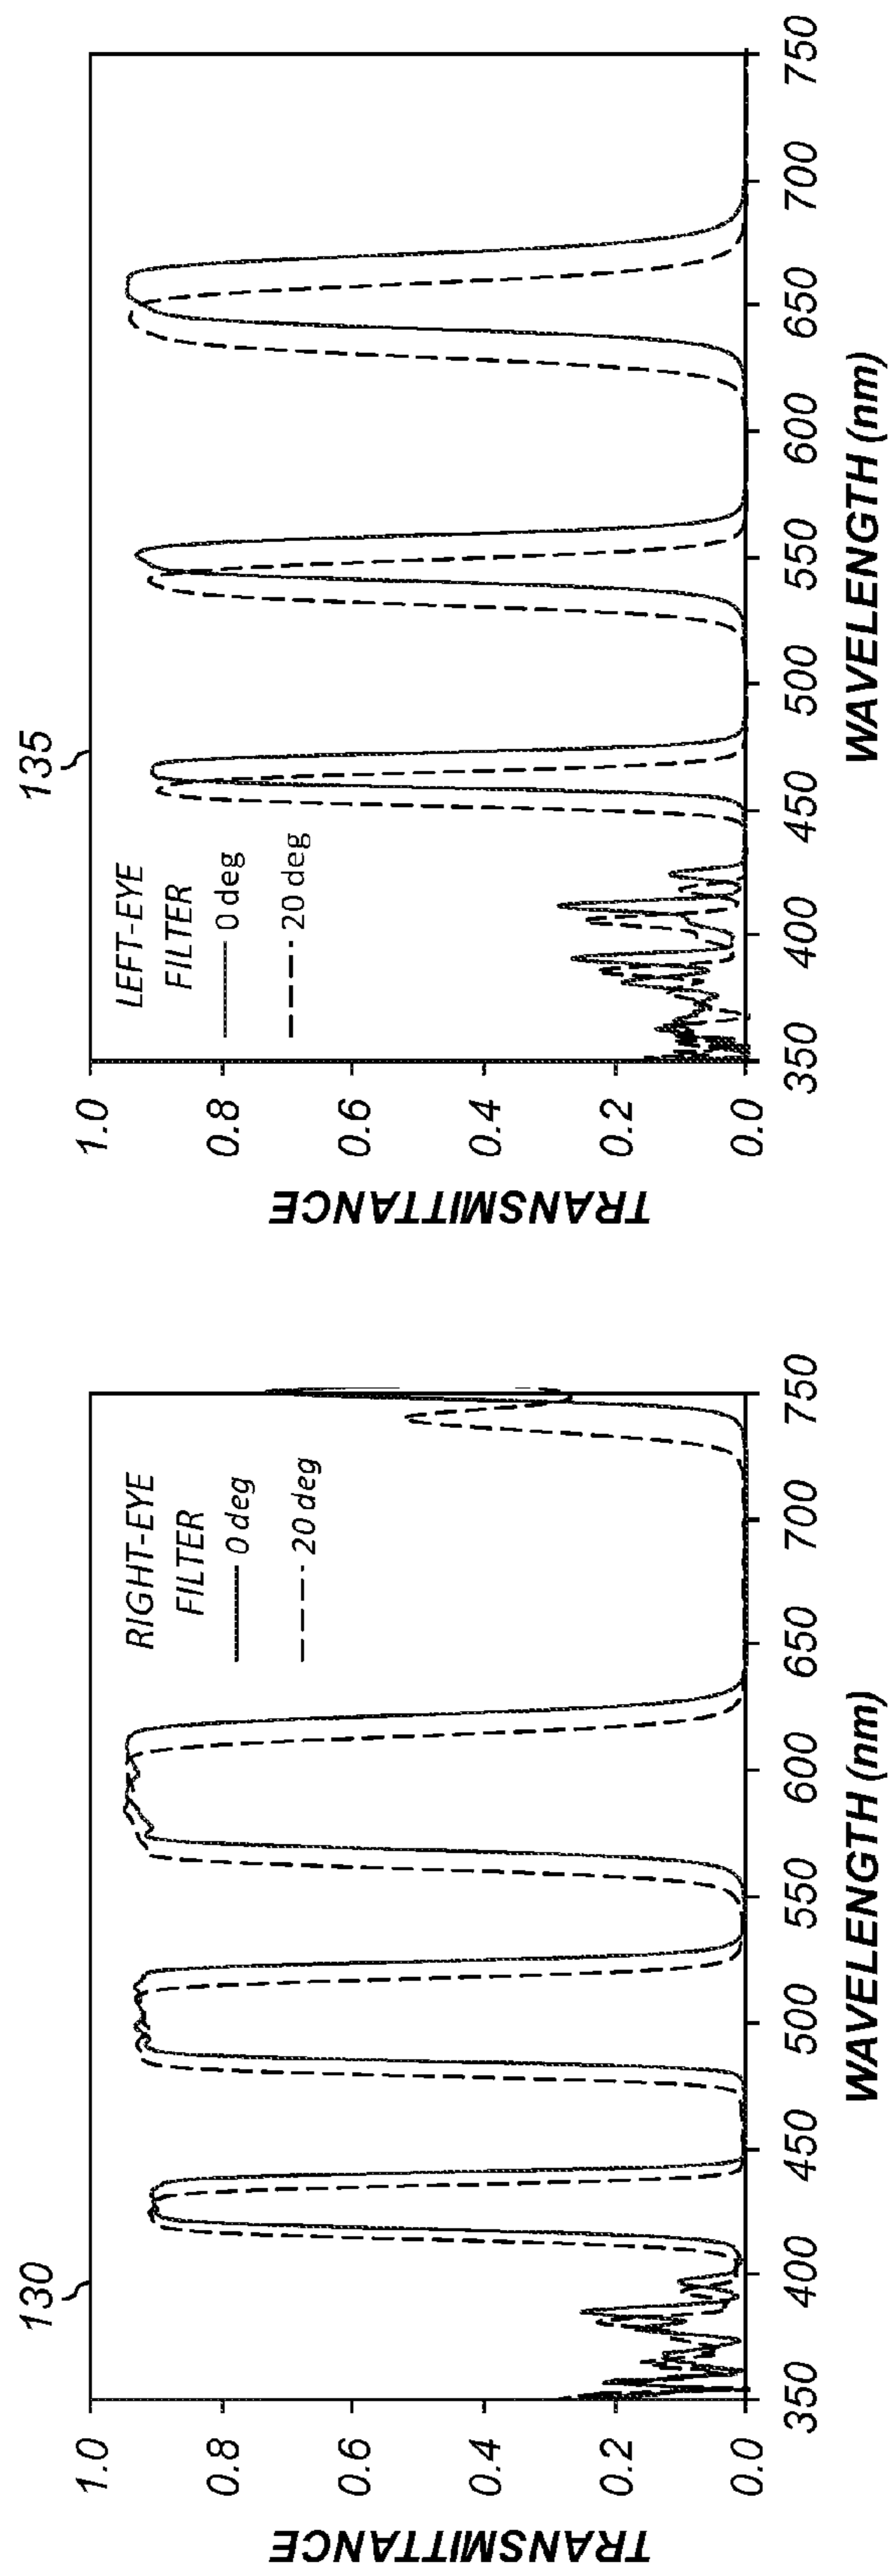 130
RIGHT-EYE
FILTER
0 deg
20 deg
TRANSMITTANCE
1.0
0.8
0.6
0.4
0.2
0.0
350 400 450 500 550 600 650 700 750
WAVELENGTH (nm)
135
LEFT-EYE
FILTER
0 deg
20 deg
TRANSMITTANCE
1.0
0.8
0.6
0.4
0.2
0.0
350 400 450 500 550 600 650 700 750
WAVELENGTH (nm)